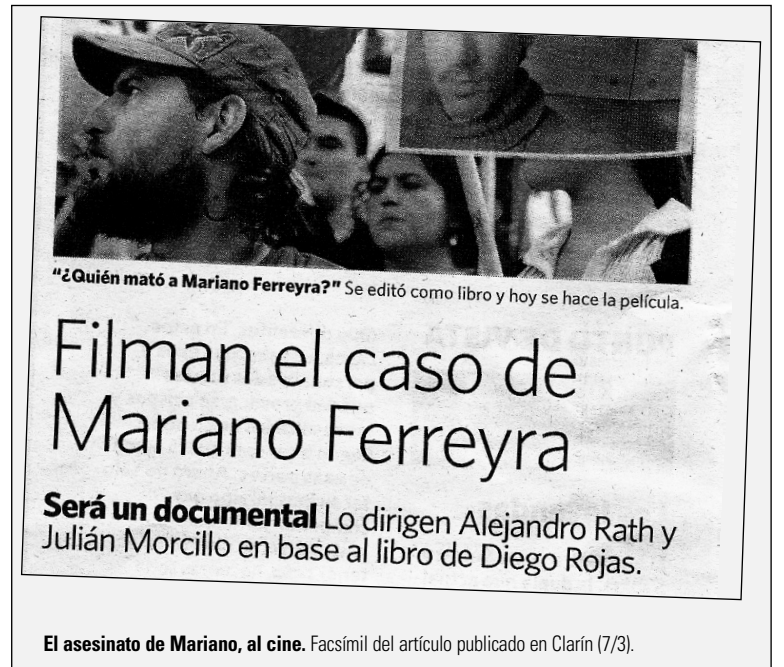 "¿Quién mató a Mariano Ferreyra?" Se editó como libro y hoy se hace la película.
Filman el caso de
Mariano Ferreyra
Será un documental Lo dirigen Alejandro Rath y
Julián Morcillo en base al libro de Diego Rojas.
El asesinato de Mariano, al cine. Facsímil del artículo publicado en Clarín (7/3).